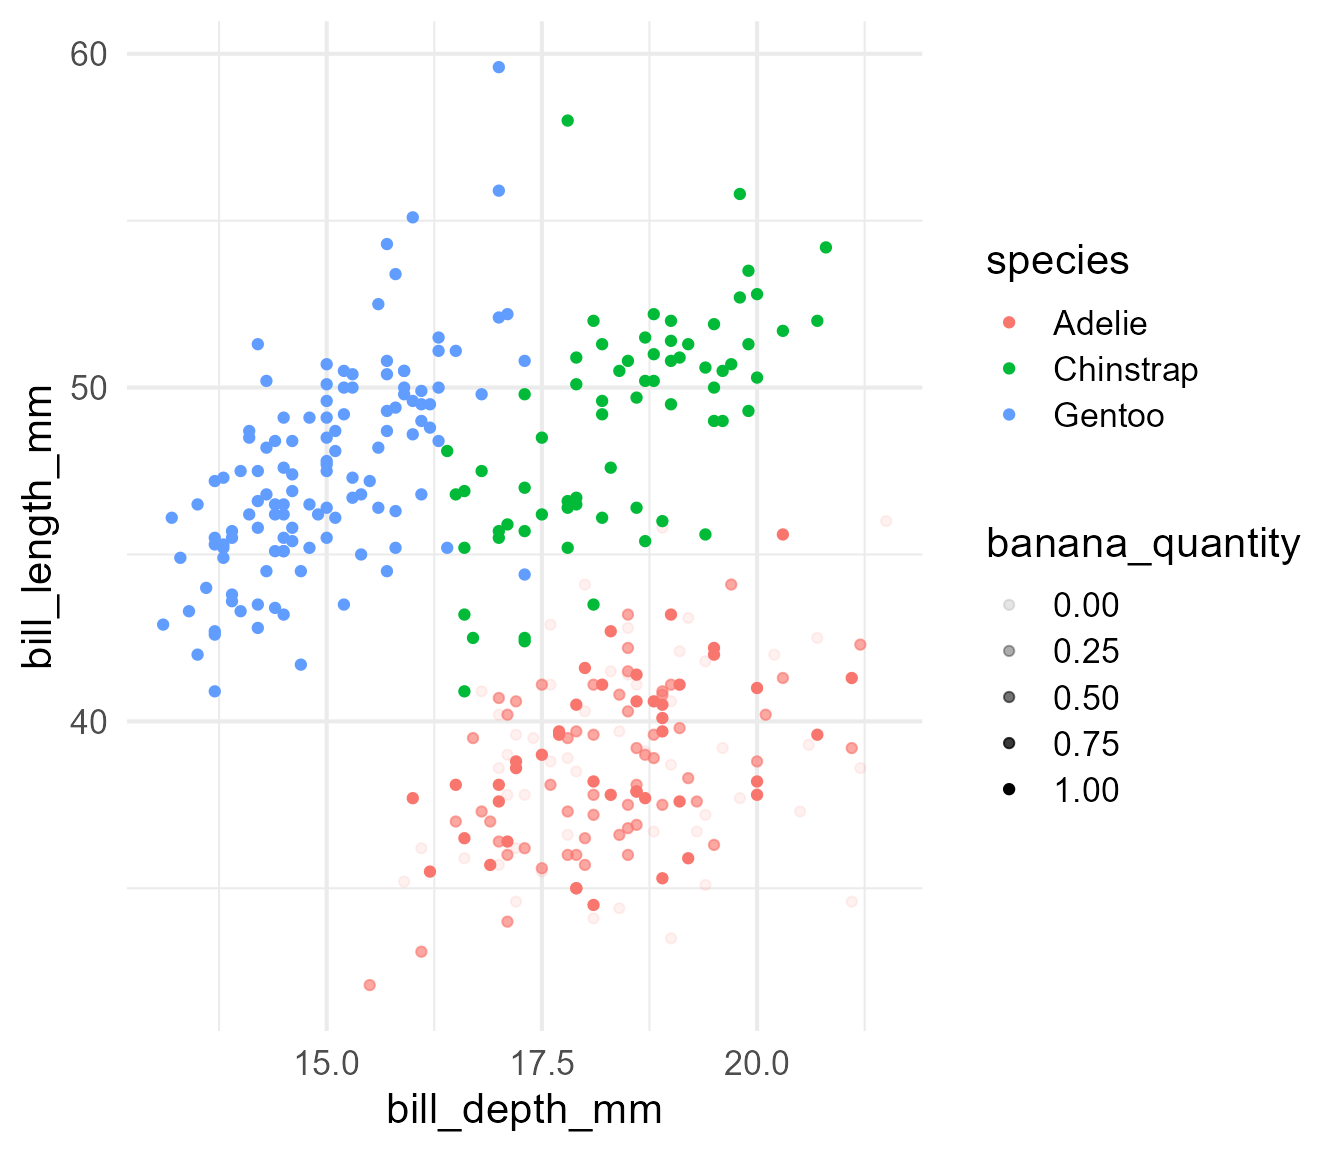 60
50
40
bill_length_mm
15.0 17.5 20.0
bill_depth_mm
species
Adelie
Chinstrap
Gentoo
banana_quantity
0.00
0.25
0.50
0.75
1.00